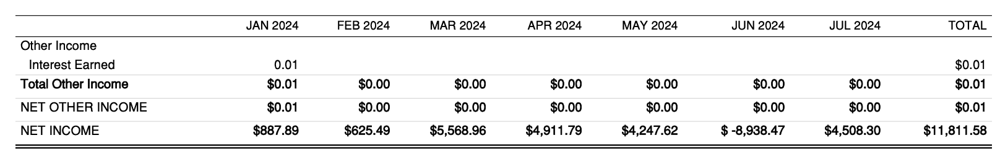 JAN 2024 FEB 2024 MAR 2024 APR 2024 MAY 2024 JUN 2024 JUL 2024 TOTAL
Other Income
Interest Earned 0.01 $0.01
Total Other Income $0.01 $0.00 $0.00 $0.00 $0.00 $0.00 $0.00 $0.01
NET OTHER INCOME $0.01 $0.00 $0.00 $0.00 $0.00 $0.00 $0.00 $0.01
NET INCOME $887.89 $625.49 $5,568.96 $4,911.79 $4,247.62 $ -8,938.47 $4,508.30 $11,811.58